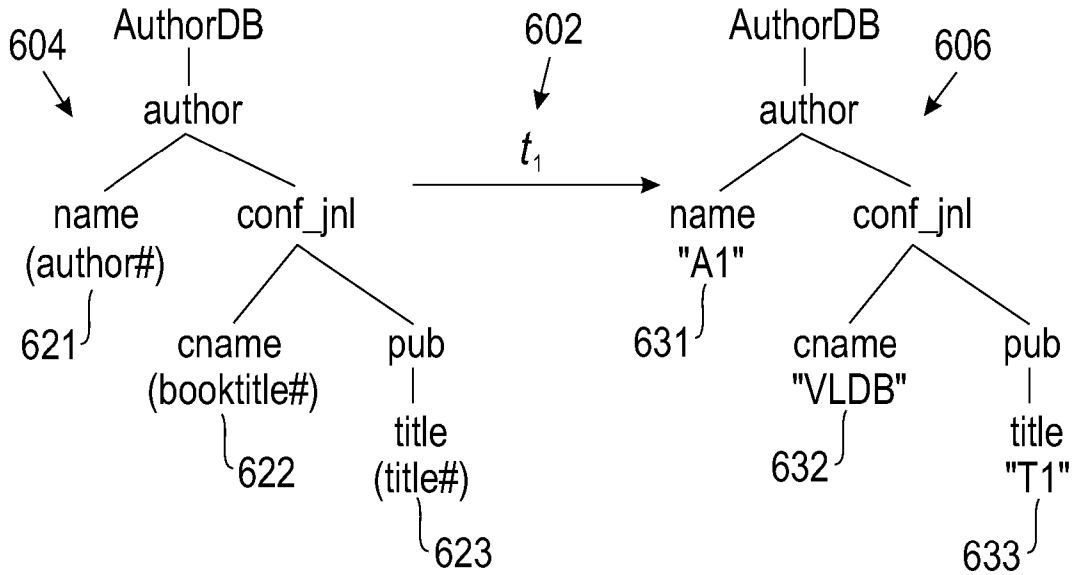 AuthorDB
604
author
name
(author#)
621
conf_jnl
cname
(booktitle#)
622
pub
title
(title#)
623
602
t1
AuthorDB
606
author
name
"A1"
631
conf_jnl
cname
"VLDB"
632
pub
title
"T1"
633